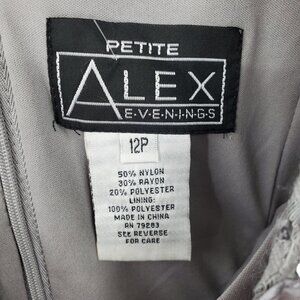 PETITE
ALEX
E·V·E·N·I·N·G·S
12P
50% NYLON
30% RAYON
20% POLYESTER
LINING:
100% POLYESTER
MADE IN CHINA
RN 79283
SEE REVERSE
FOR CARE